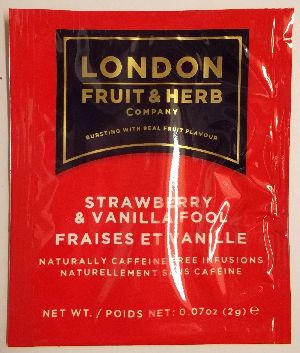 LONDON
FRUIT & HERB
COMPANY
BURSTING WITH REAL FRUIT FLAVOUR
STRAWBERRY
& VANILLA FOOL
FRAISES ET VANILLE
NATURALLY CAFFEINE FREE INFUSIONS
NATURELLEMENT SANS CAFÉINE
NET WT. / POIDS NET: 0.07oz (2g) ℮